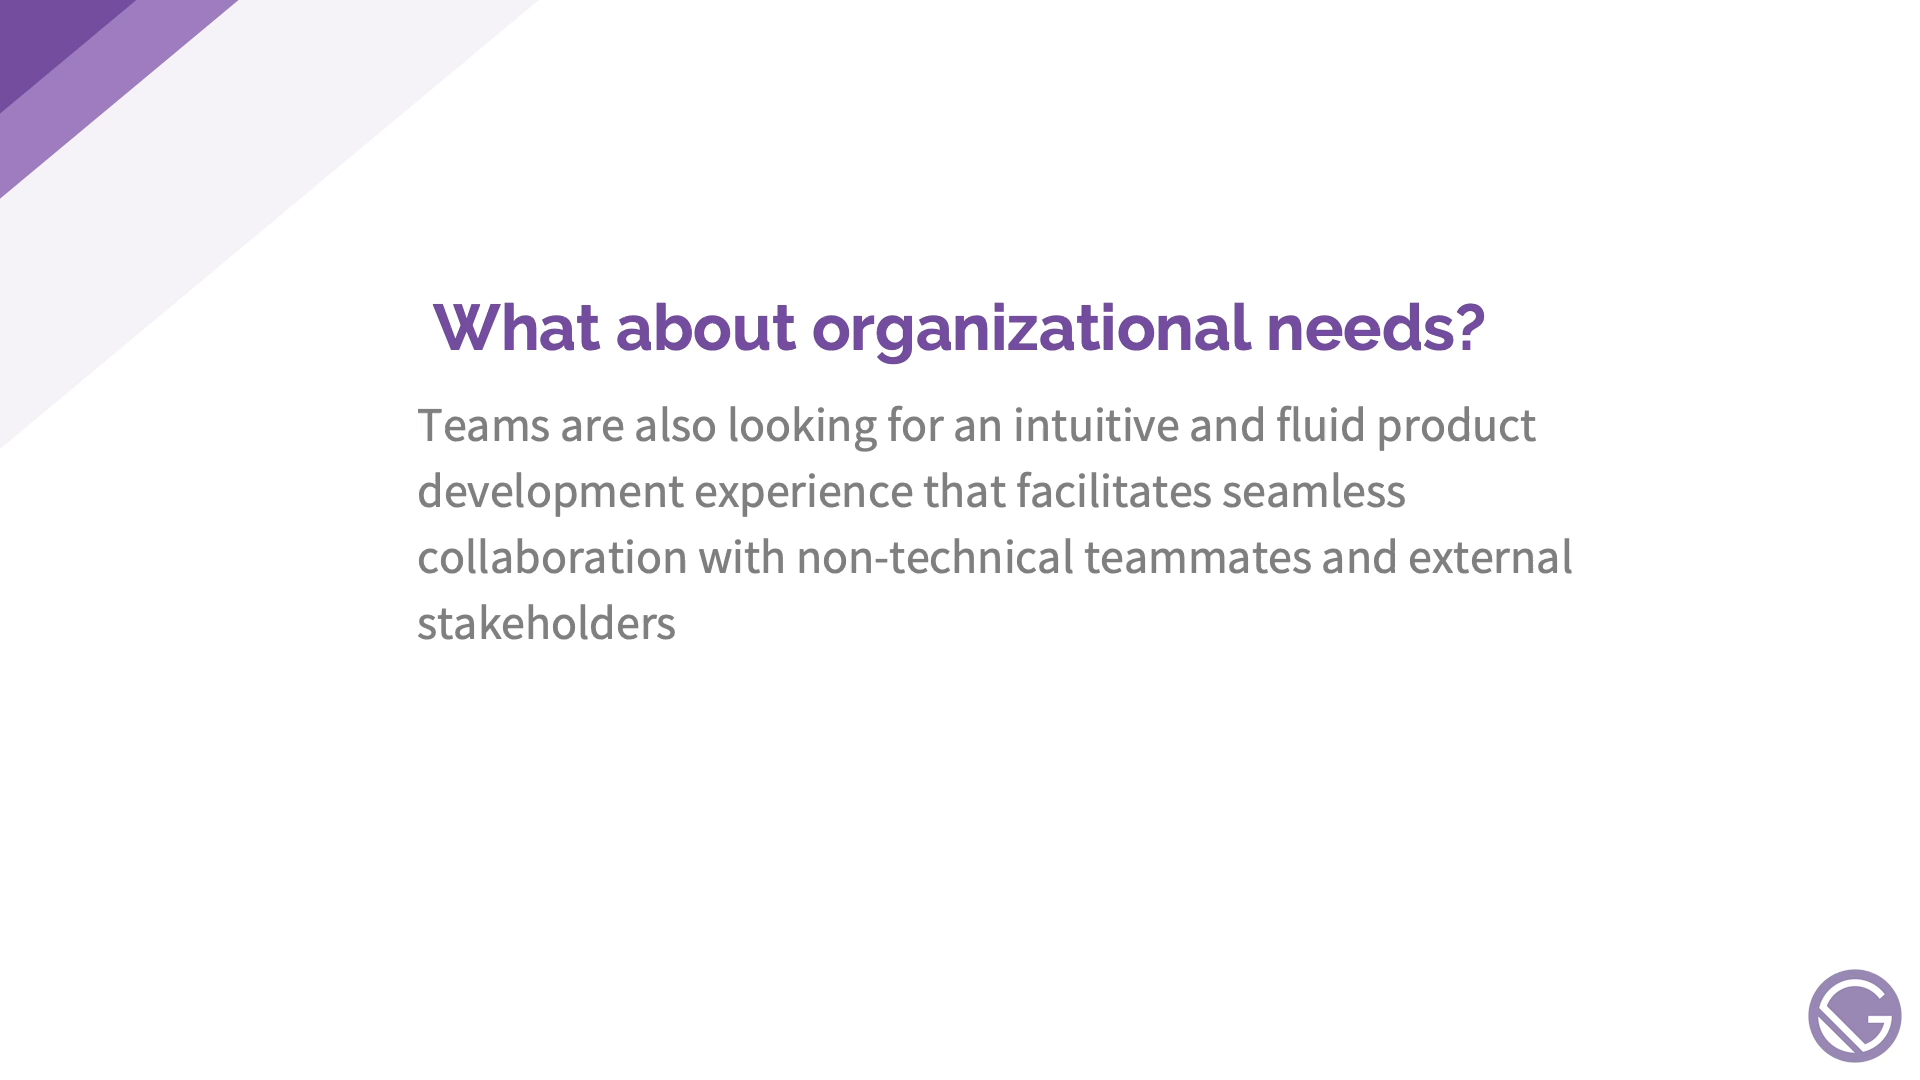 What about organizational needs?
Teams are also looking for an intuitive and fluid product
development experience that facilitates seamless
collaboration with non-technical teammates and external
stakeholders